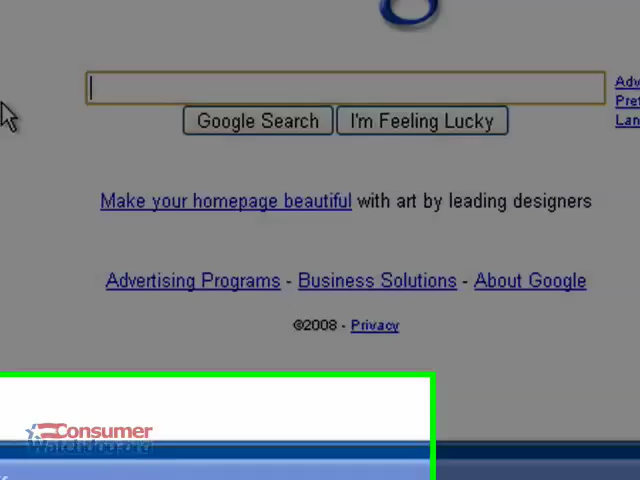 Adv
Pref
Google Search I'm Feeling Lucky
Lan
Make your homepage beautiful with art by leading designers
Advertising Programs - Business Solutions - About Google
©2008 - Privacy
Consumer
Watchdog.org